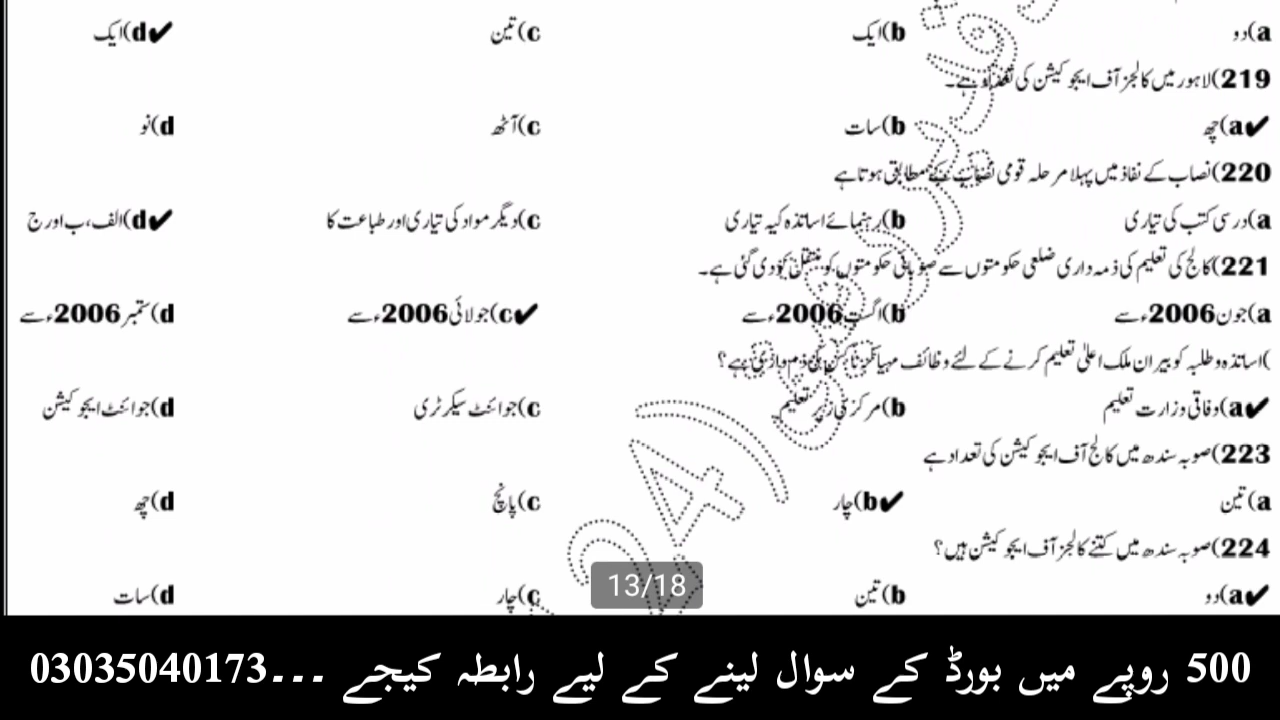 a)دو b)ایک c)تین ✔d)ایک
219)لاہور میں کالجز آف ایجوکیشن کی تعداد ہے۔
✔a)چھ b)سات c)آٹھ d)نو
220)نصاب کے نفاذ میں پہلا مرحلہ قومی نصاب کے مطابق ہوتا ہے
a)درسی کتب کی تیاری b)رہنمائے اساتذہ کیہ تیاری c)دیگر مواد کی تیاری اور طباعت کا ✔d)الف، ب اور ج
221)کالج کی تعلیم کی ذمہ داری ضلعی حکومتوں سے صوبائی حکومتوں کو منتقل کر دی گئی ہے۔
a)جون 2006ء سے b)اگست 2006ء سے ✔c)جولائی 2006ء سے d)ستمبر 2006ء سے
)اساتذہ و طلبہ کو بیران ملک اعلیٰ تعلیم کرنے کے لئے وظائف مہیا کرنا کس کی ذمہ داری ہے؟
✔a)وفاقی وزارت تعلیم b)مرکزی وزیر تعلیم c)جوائنٹ سیکرٹری d)جوائنٹ ایجوکیشن
223)صوبہ سندھ میں کالج آف ایجوکیشن کی تعداد ہے
a)تین ✔b)چار c)پانچ d)چھ
224)صوبہ سندھ میں کتنے کالجز آف ایجوکیشن ہیں؟
✔a)دو b)تین c)چار d)سات
13/18
500 روپے میں بورڈ کے سوال لینے کے لیے رابطہ کیجے ۔۔۔03035040173